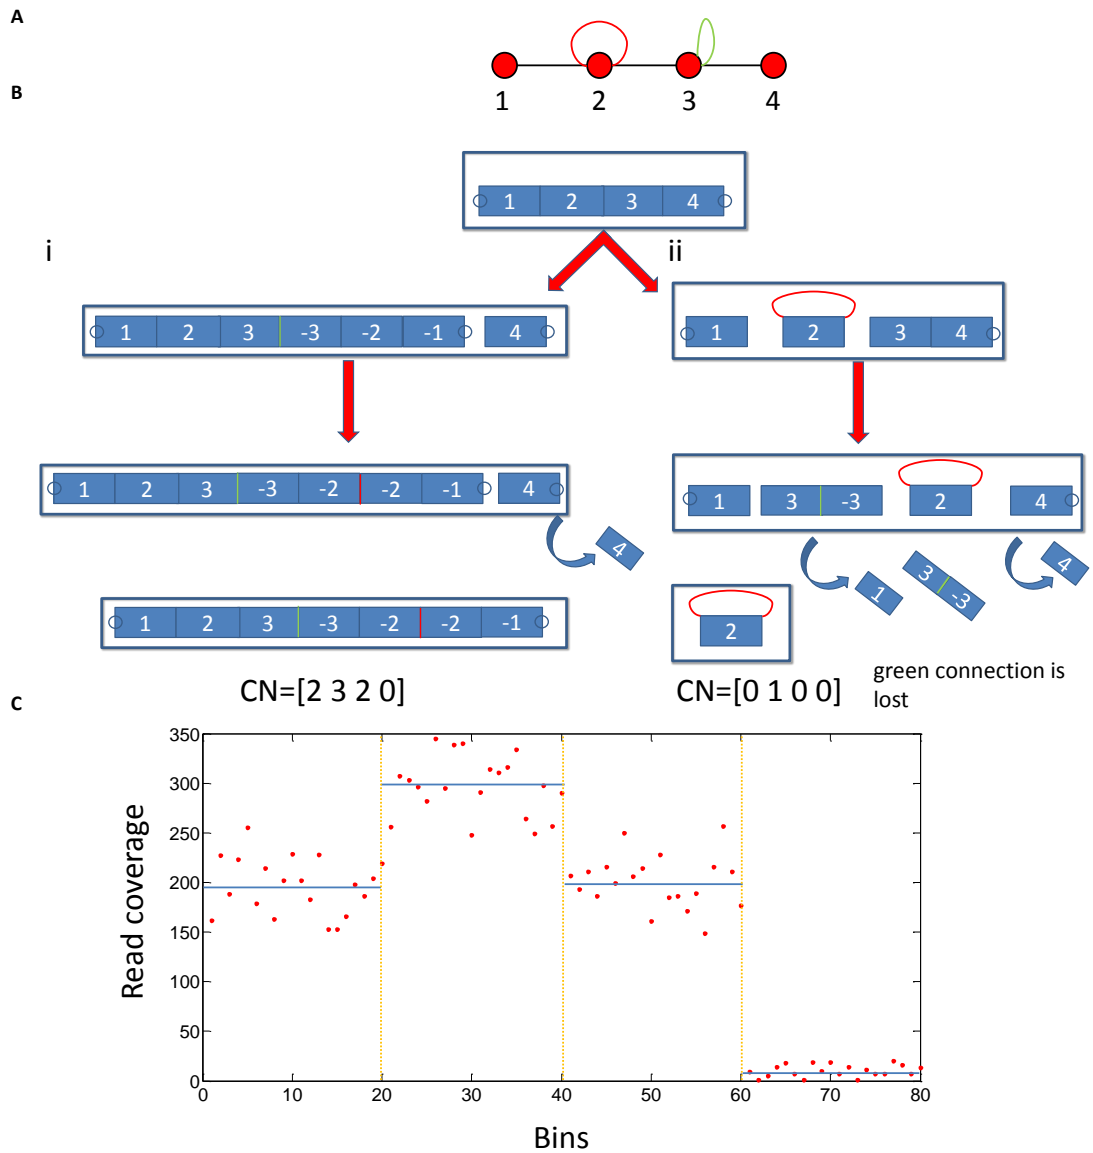 A
1 2 3 4
B
1 2 3 4
i
ii
1 2 3 -3 -2 -1 4
1 2 3 4
1 2 3 -3 -2 -2 -1 4
1 3 -3 2 4
4
1
3 -3
4
1 2 3 -3 -2 -2 -1
2
CN=[2 3 2 0]
CN=[0 1 0 0]
green connection is
lost
C
350
300
250
200
150
100
50
0
Read coverage
0 10 20 30 40 50 60 70 80
Bins